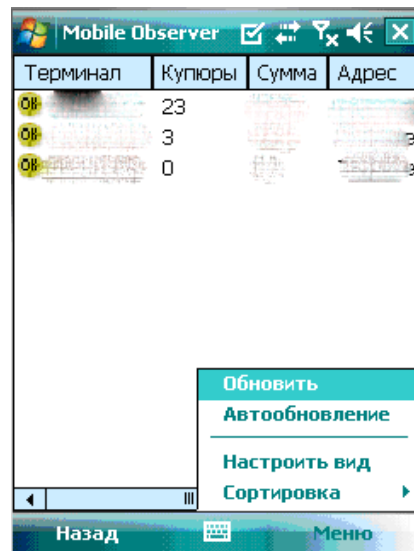 Mobile Observer
Терминал Купюры Сумма Адрес
OK 23
OK 3
OK 0
Обновить
Автообновление
Настроить вид
Сортировка
Назад Меню